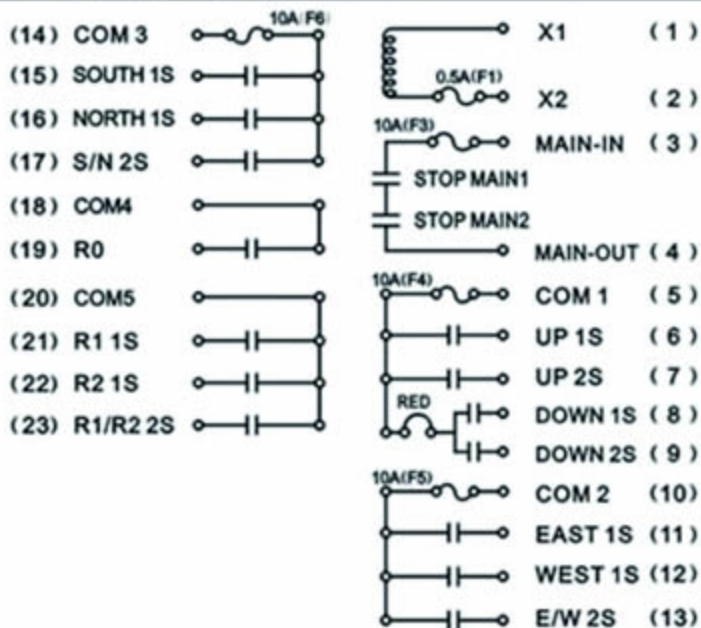 10A(F6)
(14) COM 3
(15) SOUTH 1S
(16) NORTH 1S
(17) S/N 2S
(18) COM4
(19) R0
(20) COM5
(21) R1 1S
(22) R2 1S
(23) R1/R2 2S
X1 ( 1 )
0.5A(F1)
X2 ( 2 )
10A(F3)
MAIN-IN ( 3 )
STOP MAIN1
STOP MAIN2
MAIN-OUT ( 4 )
10A(F4)
COM 1 ( 5 )
UP 1S ( 6 )
UP 2S ( 7 )
RED
DOWN 1S ( 8 )
DOWN 2S ( 9 )
10A(F5)
COM 2 (10)
EAST 1S (11)
WEST 1S (12)
E/W 2S (13)